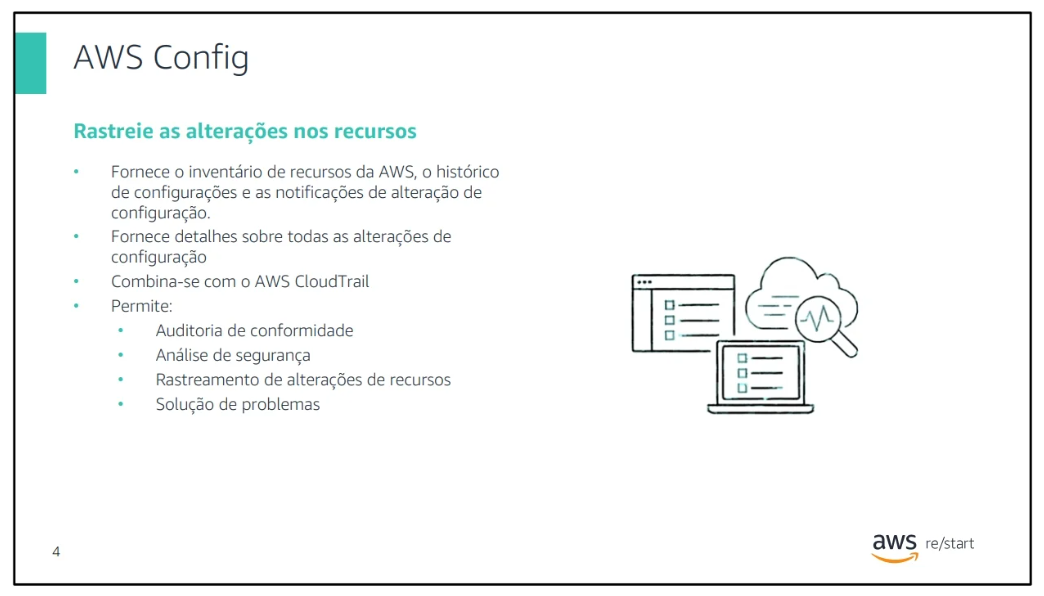 AWS Config
Rastreie as alterações nos recursos
• Fornece o inventário de recursos da AWS, o histórico
de configurações e as notificações de alteração de
configuração.
• Fornece detalhes sobre todas as alterações de
configuração
• Combina-se com o AWS CloudTrail
• Permite:
• Auditoria de conformidade
• Análise de segurança
• Rastreamento de alterações de recursos
• Solução de problemas
4
aws re/start